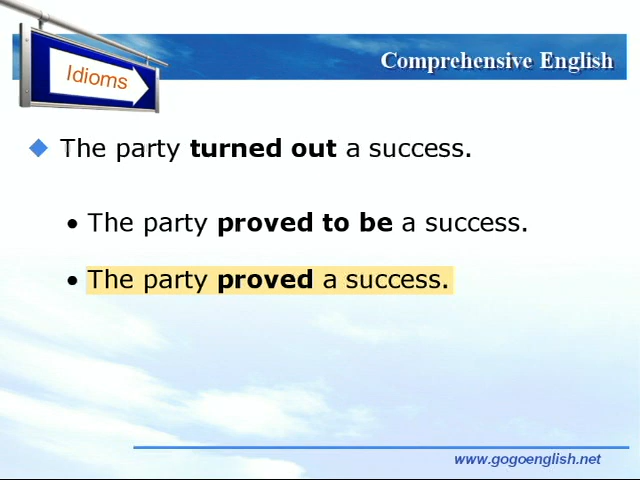 Idioms
Comprehensive English
The party turned out a success.
• The party proved to be a success.
• The party proved a success.
www.gogoenglish.net